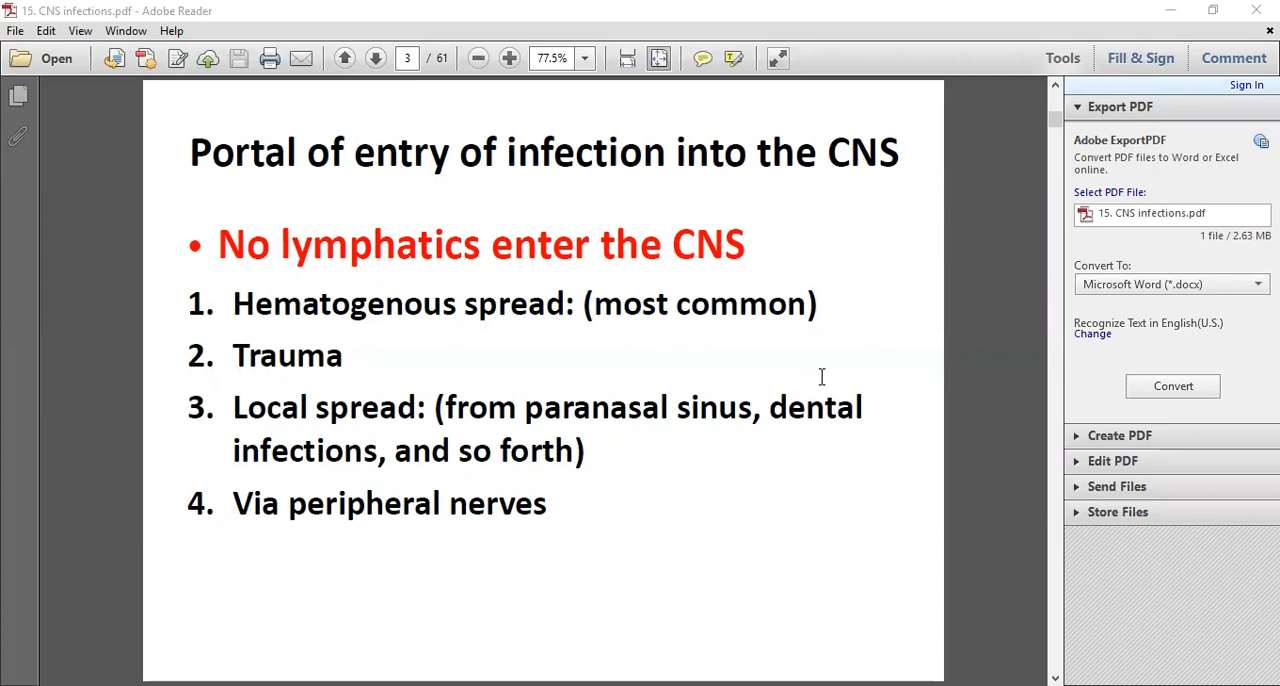 15. CNS infections.pdf - Adobe Reader
File Edit View Window Help
Open 3 / 61 77.5% Tools Fill & Sign Comment
Sign In
Portal of entry of infection into the CNS
• No lymphatics enter the CNS
1. Hematogenous spread: (most common)
2. Trauma
3. Local spread: (from paranasal sinus, dental
infections, and so forth)
4. Via peripheral nerves
Export PDF
Adobe ExportPDF
Convert PDF files to Word or Excel
online.
Select PDF File:
15. CNS infections.pdf
1 file / 2.63 MB
Convert To:
Microsoft Word (*.docx)
Recognize Text in English(U.S.)
Change
Convert
Create PDF
Edit PDF
Send Files
Store Files